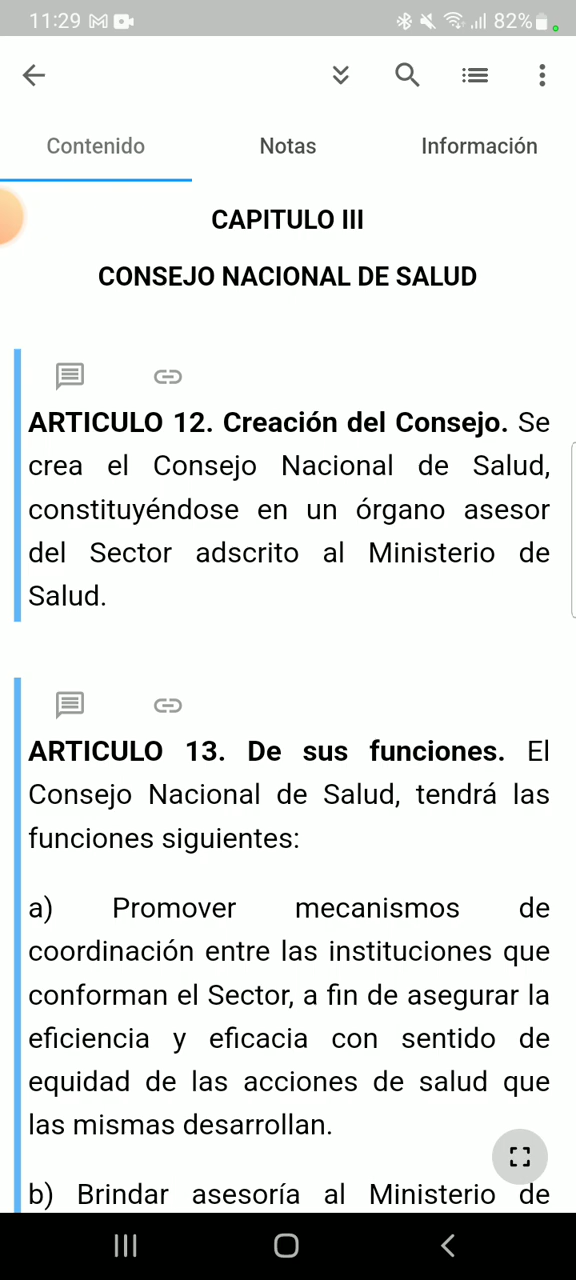 11:29
82%
Contenido Notas Información
CAPITULO III
CONSEJO NACIONAL DE SALUD
ARTICULO 12. Creación del Consejo. Se
crea el Consejo Nacional de Salud,
constituyéndose en un órgano asesor
del Sector adscrito al Ministerio de
Salud.
ARTICULO 13. De sus funciones. El
Consejo Nacional de Salud, tendrá las
funciones siguientes:
a) Promover mecanismos de
coordinación entre las instituciones que
conforman el Sector, a fin de asegurar la
eficiencia y eficacia con sentido de
equidad de las acciones de salud que
las mismas desarrollan.
b) Brindar asesoría al Ministerio de